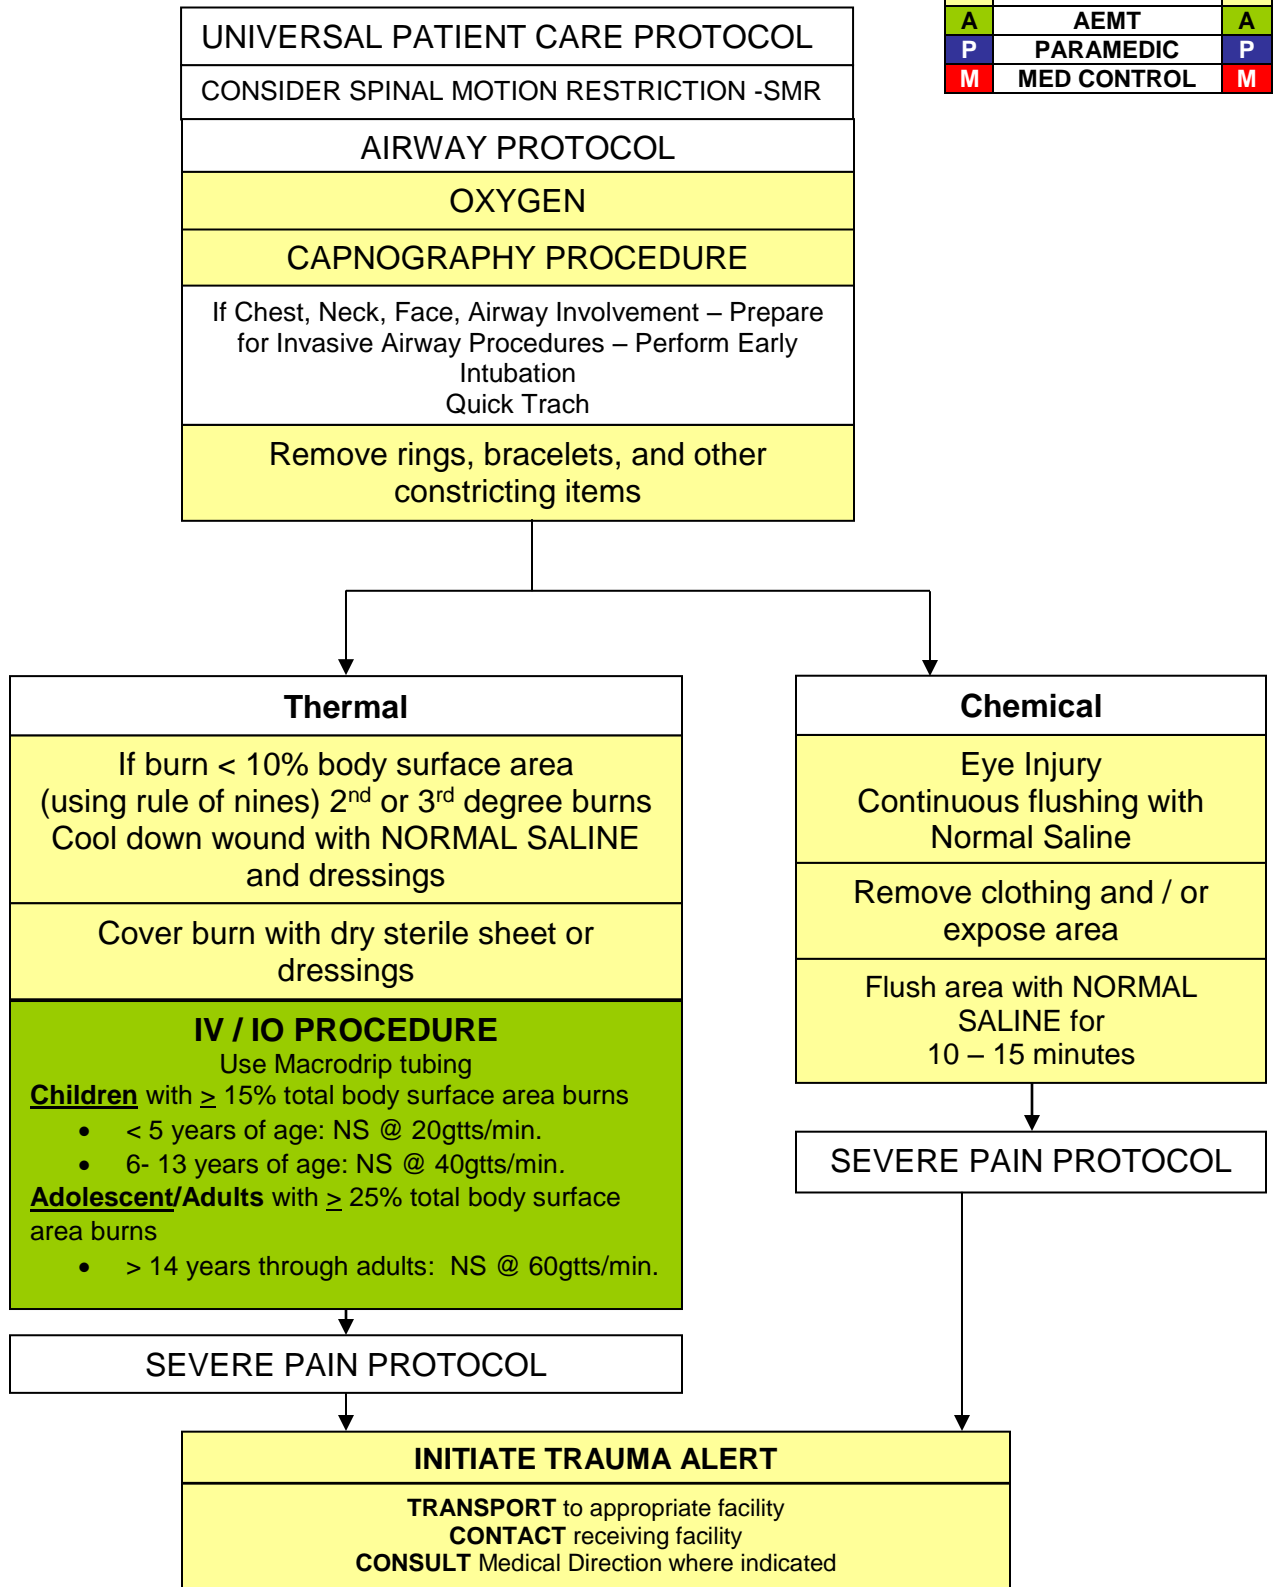 A AEMT A
P PARAMEDIC P
M MED CONTROL M
UNIVERSAL PATIENT CARE PROTOCOL
CONSIDER SPINAL MOTION RESTRICTION -SMR
AIRWAY PROTOCOL
OXYGEN
CAPNOGRAPHY PROCEDURE
If Chest, Neck, Face, Airway Involvement – Prepare
for Invasive Airway Procedures – Perform Early
Intubation
Quick Trach
Remove rings, bracelets, and other
constricting items
Thermal
If burn < 10% body surface area
(using rule of nines) 2nd or 3rd degree burns
Cool down wound with NORMAL SALINE
and dressings
Cover burn with dry sterile sheet or
dressings
IV / IO PROCEDURE
Use Macrodrip tubing
Children with ≥ 15% total body surface area burns
• < 5 years of age: NS @ 20gtts/min.
• 6- 13 years of age: NS @ 40gtts/min.
Adolescent/Adults with ≥ 25% total body surface
area burns
• > 14 years through adults: NS @ 60gtts/min.
SEVERE PAIN PROTOCOL
Chemical
Eye Injury
Continuous flushing with
Normal Saline
Remove clothing and / or
expose area
Flush area with NORMAL
SALINE for
10 – 15 minutes
SEVERE PAIN PROTOCOL
INITIATE TRAUMA ALERT
TRANSPORT to appropriate facility
CONTACT receiving facility
CONSULT Medical Direction where indicated